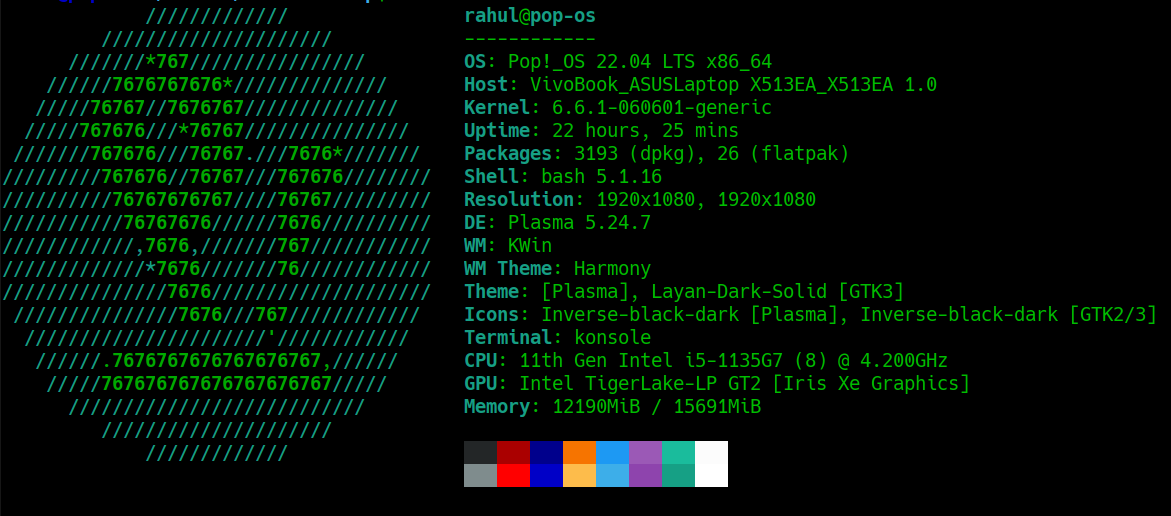 rahul@pop-os
------------
OS: Pop!_OS 22.04 LTS x86_64
Host: VivoBook_ASUSLaptop X513EA_X513EA 1.0
Kernel: 6.6.1-060601-generic
Uptime: 22 hours, 25 mins
Packages: 3193 (dpkg), 26 (flatpak)
Shell: bash 5.1.16
Resolution: 1920x1080, 1920x1080
DE: Plasma 5.24.7
WM: KWin
WM Theme: Harmony
Theme: [Plasma], Layan-Dark-Solid [GTK3]
Icons: Inverse-black-dark [Plasma], Inverse-black-dark [GTK2/3]
Terminal: konsole
CPU: 11th Gen Intel i5-1135G7 (8) @ 4.200GHz
GPU: Intel TigerLake-LP GT2 [Iris Xe Graphics]
Memory: 12190MiB / 15691MiB
/////////////
/////////////////////
///////*767////////////////
//////7676767676*//////////////
/////76767//7676767//////////////
/////767676///*76767///////////////
///////767676///76767.///7676*///////
/////////767676//76767///767676////////
//////////76767676767////76767/////////
///////////76767676//////7676//////////
////////////,7676,///////767///////////
/////////////*7676///////76////////////
///////////////7676////////////////////
///////////////7676///767////////////
//////////////////////'////////////
//////.7676767676767676767,//////
/////767676767676767676767/////
///////////////////////////
/////////////////////
/////////////